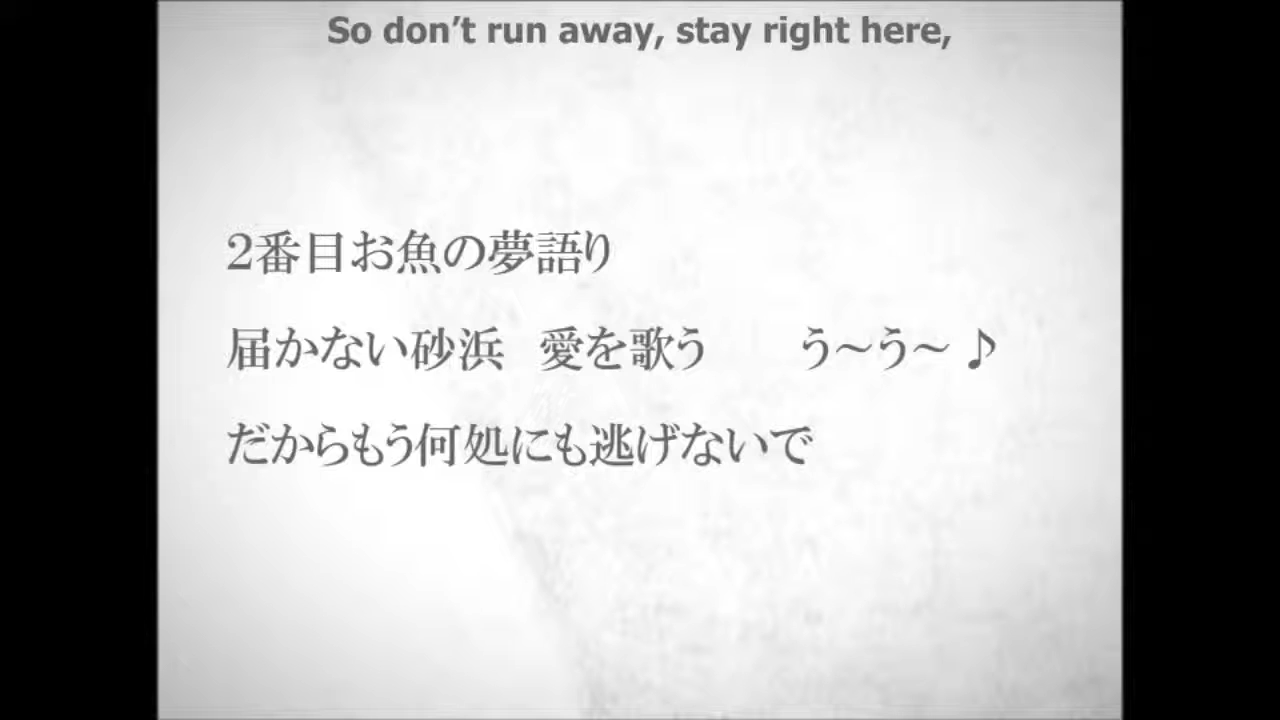 So don’t run away, stay right here,
2番目お魚の夢語り
届かない砂浜　愛を歌う　　う～う～♪
だからもう何処にも逃げないで